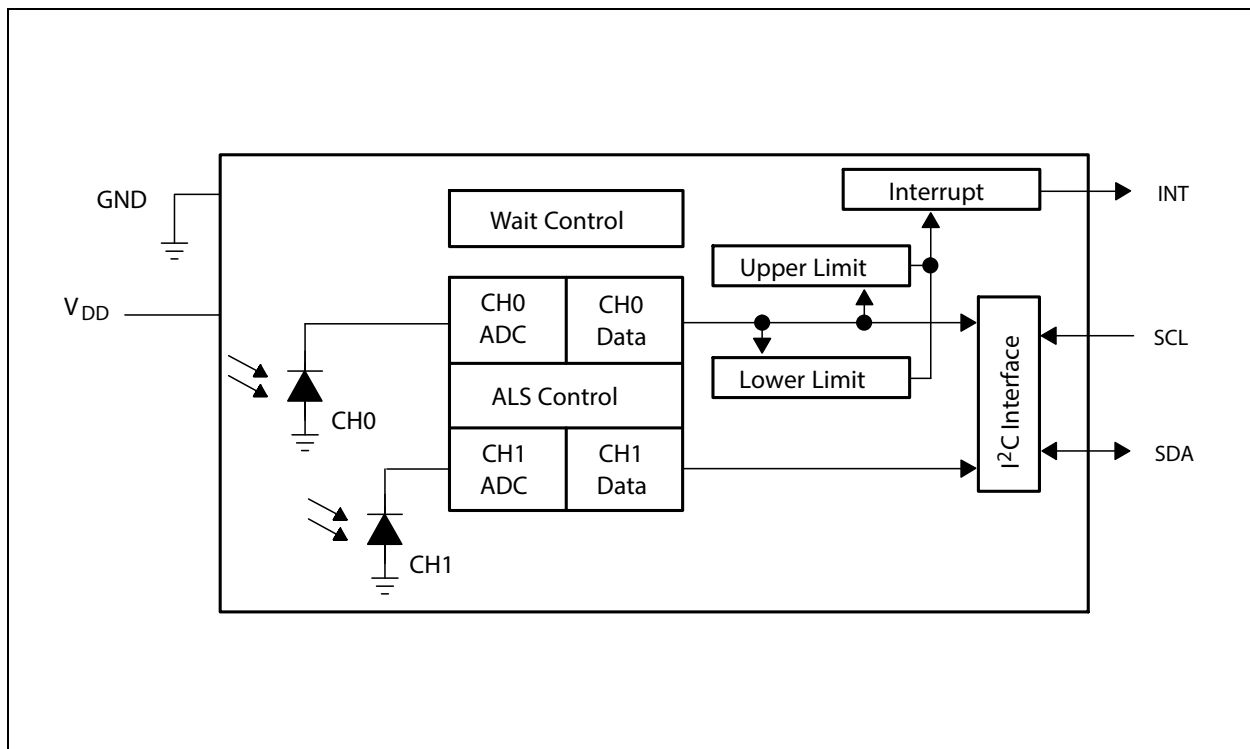 GND
V DD
Wait Control
CH0
ADC
CH0
Data
ALS Control
CH1
ADC
CH1
Data
CH0
CH1
Interrupt
Upper Limit
Lower Limit
I²C Interface
INT
SCL
SDA